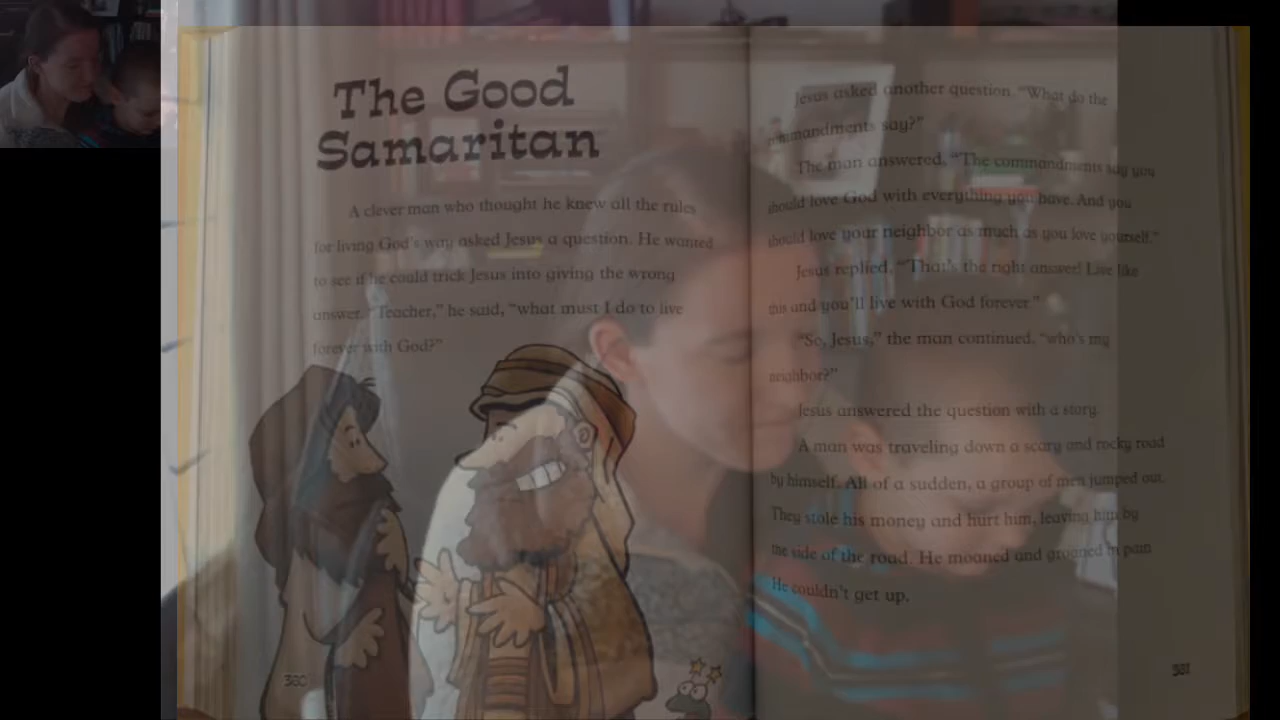 The Good
Samaritan
A clever man who thought he knew all the rules
for living God's way asked Jesus a question. He wanted
to see if he could trick Jesus into giving the wrong
answer. "Teacher," he said, "what must I do to live
forever with God?"
380
Jesus asked another question. "What do the
commandments say?"
The man answered, "The commandments say you
should love God with everything you have. And you
should love your neighbor as much as you love yourself."
Jesus replied, "That's the right answer! Live like
this and you'll live with God forever."
"So, Jesus," the man continued, "who's my
neighbor?"
Jesus answered the question with a story.
A man was traveling down a scary and rocky road
by himself. All of a sudden, a group of men jumped out.
They stole his money and hurt him, leaving him by
the side of the road. He moaned and groaned in pain
He couldn't get up.
381